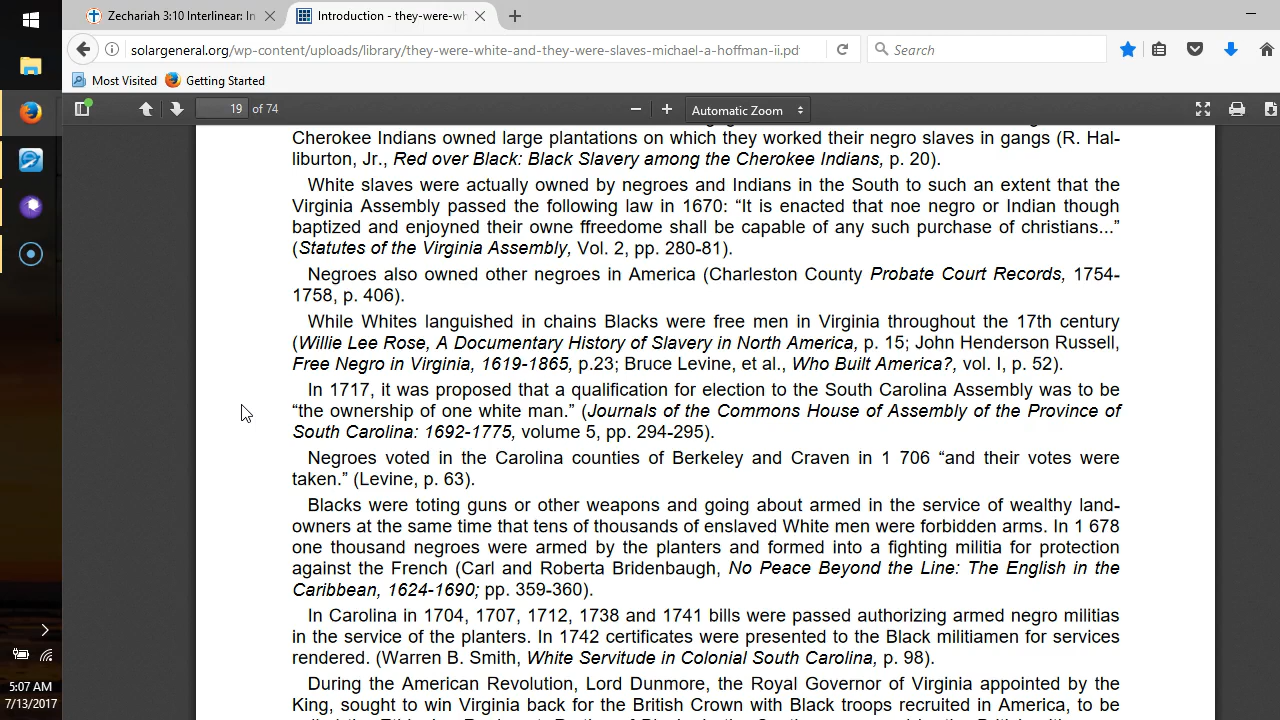 Zechariah 3:10 Interlinear: In
Introduction - they-were-wh
solargeneral.org/wp-content/uploads/library/they-were-white-and-they-were-slaves-michael-a-hoffman-ii.pd
Search
Most Visited
Getting Started
19 of 74
Automatic Zoom
Cherokee Indians owned large plantations on which they worked their negro slaves in gangs (R. Hal-
liburton, Jr., Red over Black: Black Slavery among the Cherokee Indians, p. 20).
White slaves were actually owned by negroes and Indians in the South to such an extent that the
Virginia Assembly passed the following law in 1670: “It is enacted that noe negro or Indian though
baptized and enjoyned their owne ffreedome shall be capable of any such purchase of christians...”
(Statutes of the Virginia Assembly, Vol. 2, pp. 280-81).
Negroes also owned other negroes in America (Charleston County Probate Court Records, 1754-
1758, p. 406).
While Whites languished in chains Blacks were free men in Virginia throughout the 17th century
(Willie Lee Rose, A Documentary History of Slavery in North America, p. 15; John Henderson Russell,
Free Negro in Virginia, 1619-1865, p.23; Bruce Levine, et al., Who Built America?, vol. I, p. 52).
In 1717, it was proposed that a qualification for election to the South Carolina Assembly was to be
“the ownership of one white man.” (Journals of the Commons House of Assembly of the Province of
South Carolina: 1692-1775, volume 5, pp. 294-295).
Negroes voted in the Carolina counties of Berkeley and Craven in 1 706 “and their votes were
taken.” (Levine, p. 63).
Blacks were toting guns or other weapons and going about armed in the service of wealthy land-
owners at the same time that tens of thousands of enslaved White men were forbidden arms. In 1 678
one thousand negroes were armed by the planters and formed into a fighting militia for protection
against the French (Carl and Roberta Bridenbaugh, No Peace Beyond the Line: The English in the
Caribbean, 1624-1690; pp. 359-360).
In Carolina in 1704, 1707, 1712, 1738 and 1741 bills were passed authorizing armed negro militias
in the service of the planters. In 1742 certificates were presented to the Black militiamen for services
rendered. (Warren B. Smith, White Servitude in Colonial South Carolina, p. 98).
During the American Revolution, Lord Dunmore, the Royal Governor of Virginia appointed by the
King, sought to win Virginia back for the British Crown with Black troops recruited in America, to be
5:07 AM
7/13/2017